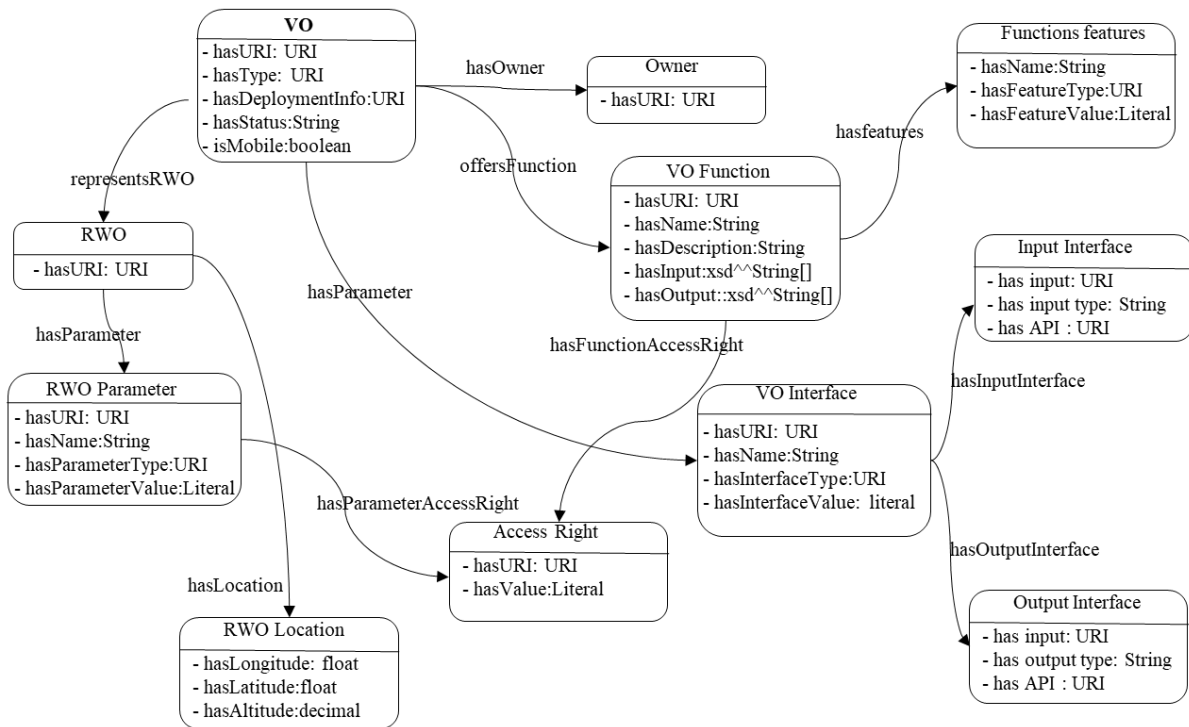 VO
- hasURI: URI
- hasType: URI
- hasDeploymentInfo:URI
- hasStatus:String
- isMobile:boolean
hasOwner
Owner
- hasURI: URI
Functions features
- hasName:String
- hasFeatureType:URI
- hasFeatureValue:Literal
hasfeatures
offersFunction
VO Function
- hasURI: URI
- hasName:String
- hasDescription:String
- hasInput:xsd^^String[]
- hasOutput::xsd^^String[]
representsRWO
RWO
- hasURI: URI
hasParameter
hasParameter
hasFunctionAccessRight
Input Interface
- has input: URI
- has input type: String
- has API : URI
hasInputInterface
RWO Parameter
- hasURI: URI
- hasName:String
- hasParameterType:URI
- hasParameterValue:Literal
VO Interface
- hasURI: URI
- hasName:String
- hasInterfaceType:URI
- hasInterfaceValue: literal
hasParameterAccessRight
Access Right
- hasURI: URI
- hasValue:Literal
hasOutputInterface
hasLocation
RWO Location
- hasLongitude: float
- hasLatitude:float
- hasAltitude:decimal
Output Interface
- has input: URI
- has output type: String
- has API : URI